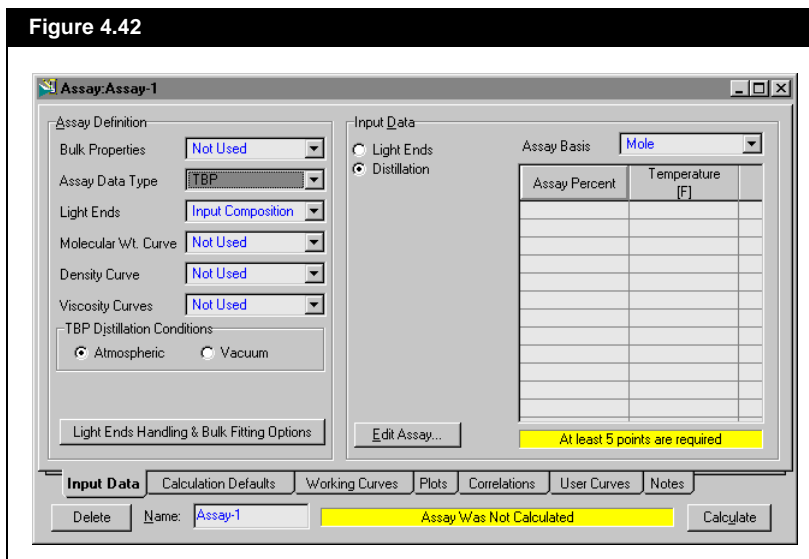 Figure 4.42
Assay:Assay-1
Assay Definition
Bulk Properties Not Used
Assay Data Type TBP
Light Ends Input Composition
Molecular Wt. Curve Not Used
Density Curve Not Used
Viscosity Curves Not Used
TBP Distillation Conditions
Atmospheric Vacuum
Light Ends Handling & Bulk Fitting Options
Input Data
Light Ends
Distillation
Assay Basis Mole
Assay Percent Temperature [F]
Edit Assay...
At least 5 points are required
Input Data Calculation Defaults Working Curves Plots Correlations User Curves Notes
Delete Name: Assay-1 Assay Was Not Calculated Calculate